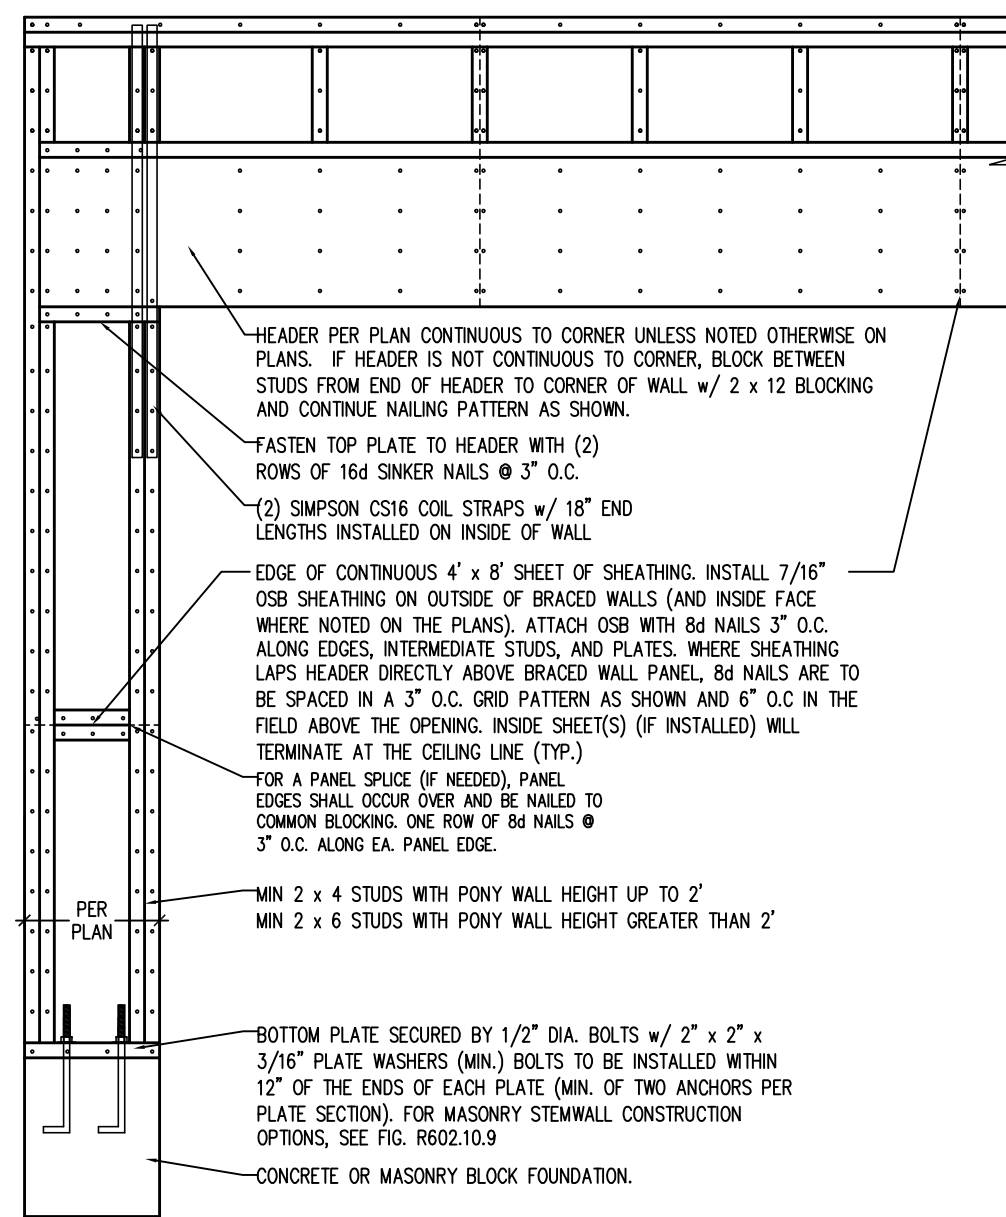 HEADER PER PLAN CONTINUOUS TO CORNER UNLESS NOTED OTHERWISE ON
PLANS. IF HEADER IS NOT CONTINUOUS TO CORNER, BLOCK BETWEEN
STUDS FROM END OF HEADER TO CORNER OF WALL w/ 2 x 12 BLOCKING
AND CONTINUE NAILING PATTERN AS SHOWN.
FASTEN TOP PLATE TO HEADER WITH (2)
ROWS OF 16d SINKER NAILS @ 3" O.C.
(2) SIMPSON CS16 COIL STRAPS w/ 18" END
LENGTHS INSTALLED ON INSIDE OF WALL
EDGE OF CONTINUOUS 4' x 8' SHEET OF SHEATHING. INSTALL 7/16"
OSB SHEATHING ON OUTSIDE OF BRACED WALLS (AND INSIDE FACE
WHERE NOTED ON THE PLANS). ATTACH OSB WITH 8d NAILS 3" O.C.
ALONG EDGES, INTERMEDIATE STUDS, AND PLATES. WHERE SHEATHING
LAPS HEADER DIRECTLY ABOVE BRACED WALL PANEL, 8d NAILS ARE TO
BE SPACED IN A 3" O.C. GRID PATTERN AS SHOWN AND 6" O.C IN THE
FIELD ABOVE THE OPENING. INSIDE SHEET(S) (IF INSTALLED) WILL
TERMINATE AT THE CEILING LINE (TYP.)
FOR A PANEL SPLICE (IF NEEDED), PANEL
EDGES SHALL OCCUR OVER AND BE NAILED TO
COMMON BLOCKING. ONE ROW OF 8d NAILS @
3" O.C. ALONG EA. PANEL EDGE.
MIN 2 x 4 STUDS WITH PONY WALL HEIGHT UP TO 2'
MIN 2 x 6 STUDS WITH PONY WALL HEIGHT GREATER THAN 2'
PER
PLAN
BOTTOM PLATE SECURED BY 1/2" DIA. BOLTS w/ 2" x 2" x
3/16" PLATE WASHERS (MIN.) BOLTS TO BE INSTALLED WITHIN
12" OF THE ENDS OF EACH PLATE (MIN. OF TWO ANCHORS PER
PLATE SECTION). FOR MASONRY STEMWALL CONSTRUCTION
OPTIONS, SEE FIG. R602.10.9
CONCRETE OR MASONRY BLOCK FOUNDATION.